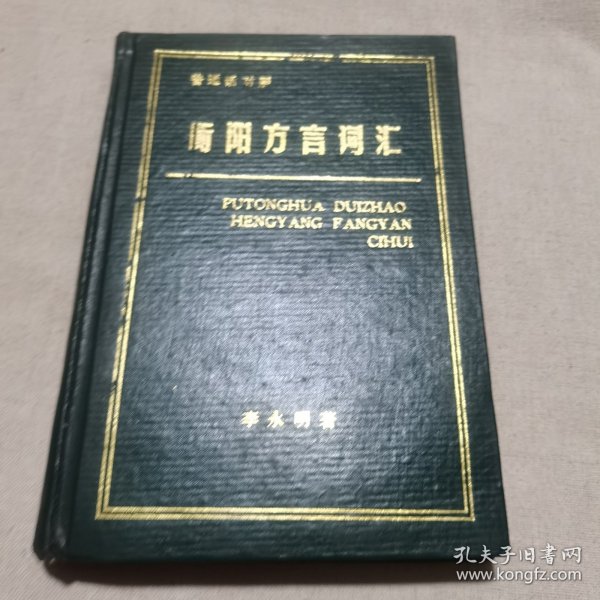 普通话对照
衡阳方言词汇
PUTONGHUA DUIZHAO
HENGYANG FANGYAN
CIHUI
李永明著
孔夫子旧书网
www.kongfz.com